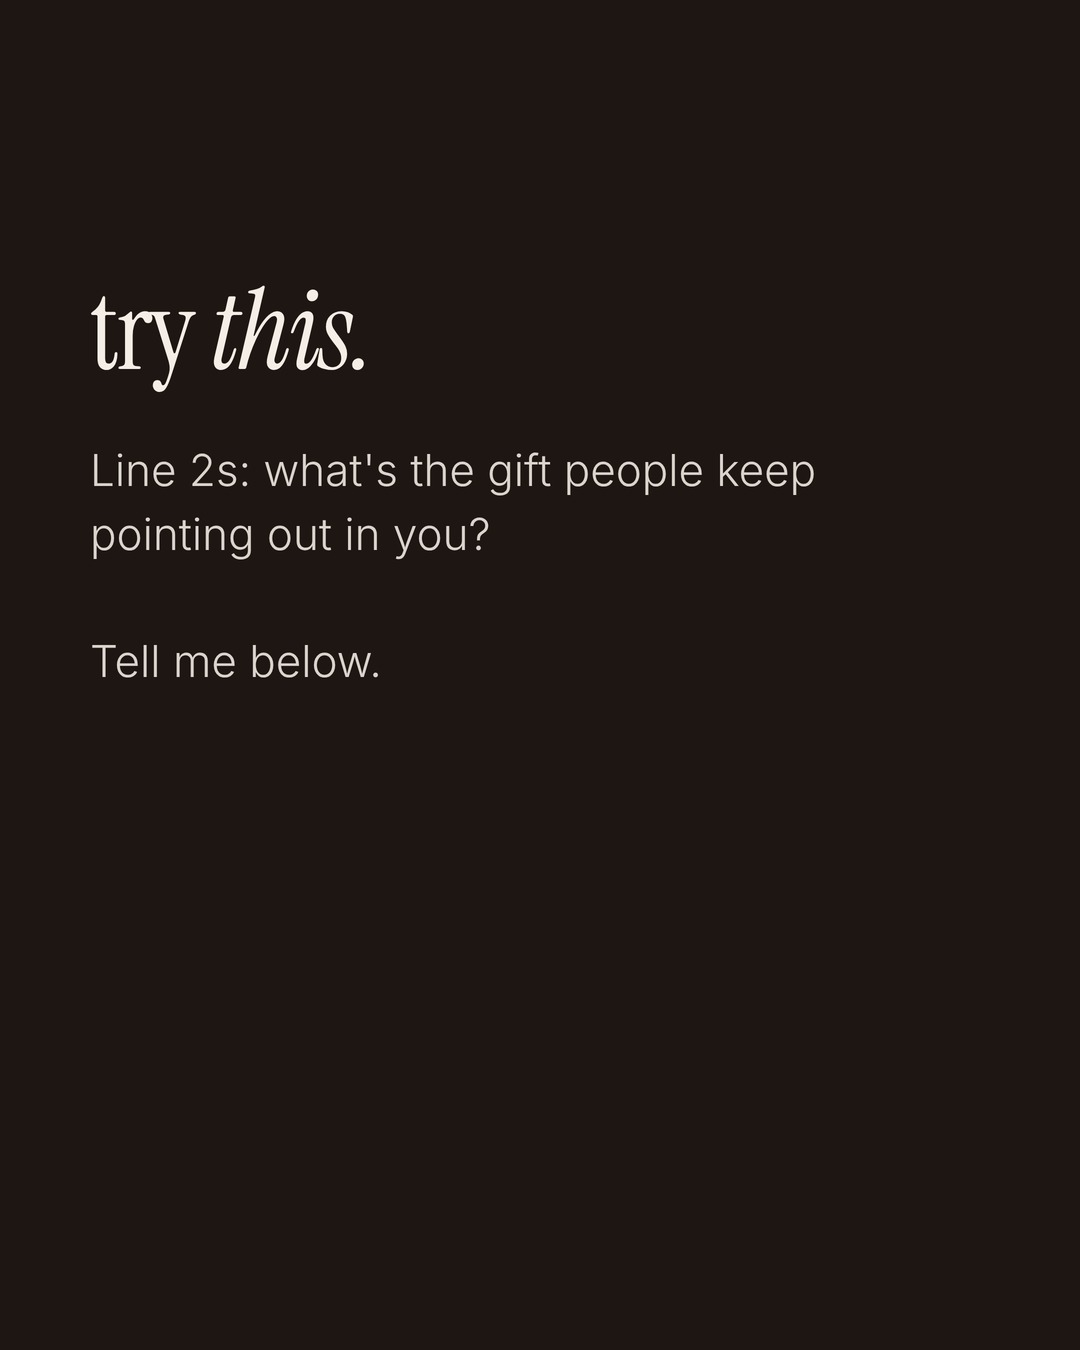 try this.
Line 2s: what's the gift people keep
pointing out in you?
Tell me below.